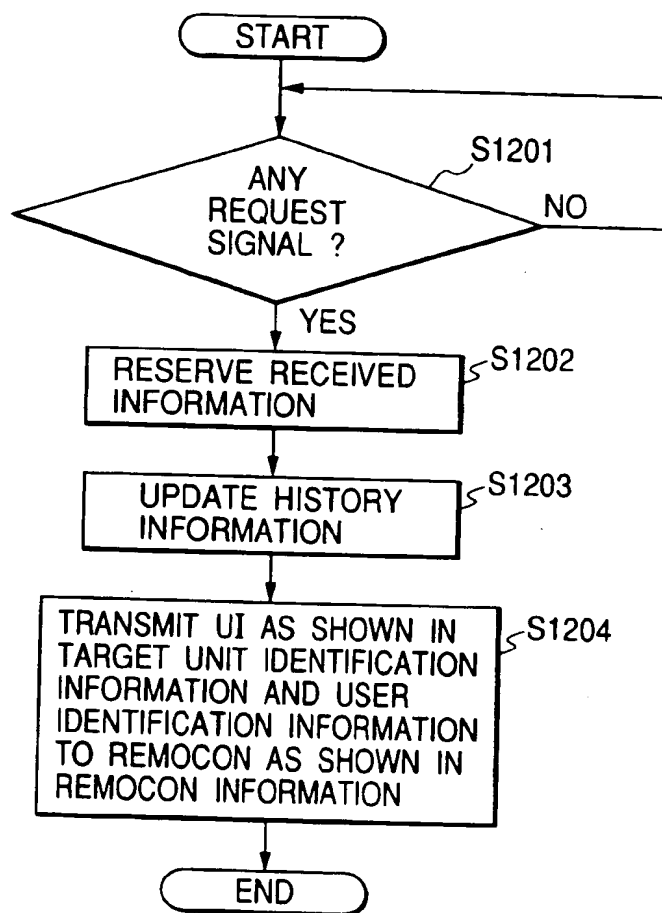 START
S1201
ANY
REQUEST
SIGNAL ?
NO
YES
S1202
RESERVE RECEIVED
INFORMATION
S1203
UPDATE HISTORY
INFORMATION
S1204
TRANSMIT UI AS SHOWN IN
TARGET UNIT IDENTIFICATION
INFORMATION AND USER
IDENTIFICATION INFORMATION
TO REMOCON AS SHOWN IN
REMOCON INFORMATION
END